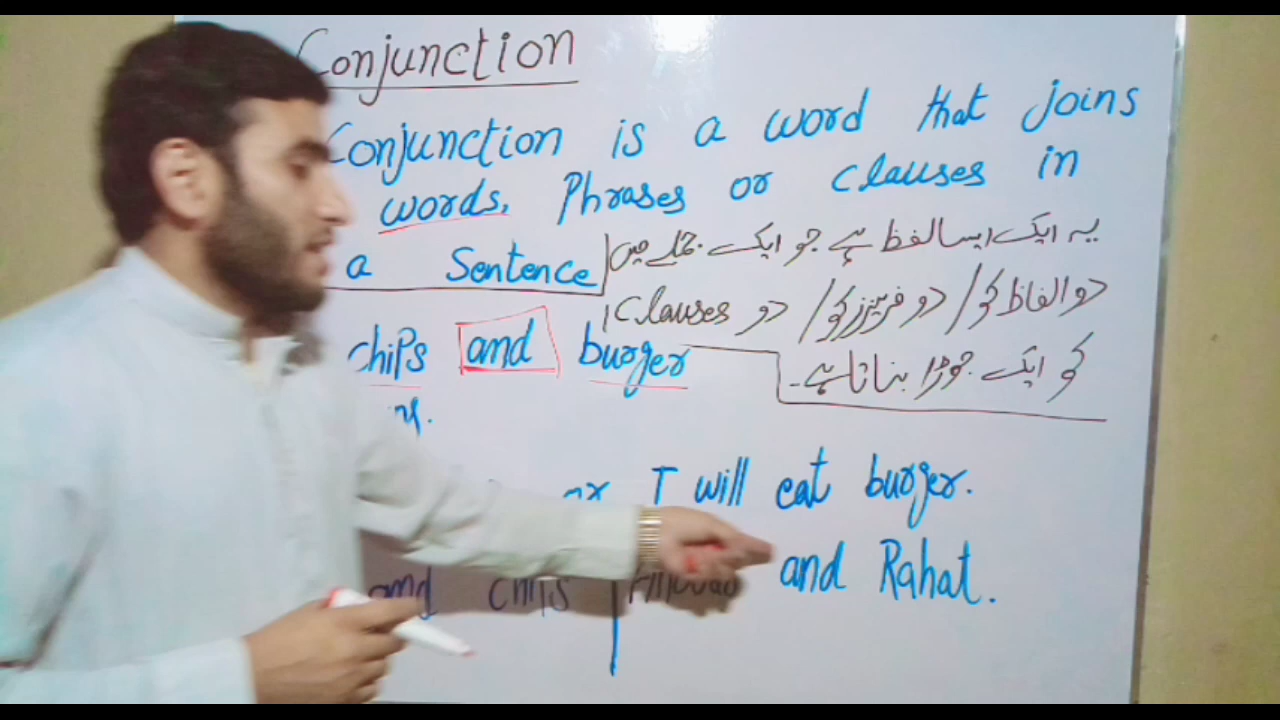 Conjunction
Conjunction is a word that joins
words, Phrases or clauses in
a Sentence
یہ ایک ایسا لفظ ہے جو ایک جملے میں
دو الفاظ کو / دو فریزز کو / دو Clauses
کو ایک جوڑا بناتا ہے۔
chips and burger
or I will eat burger.
and chips
and Rahat.